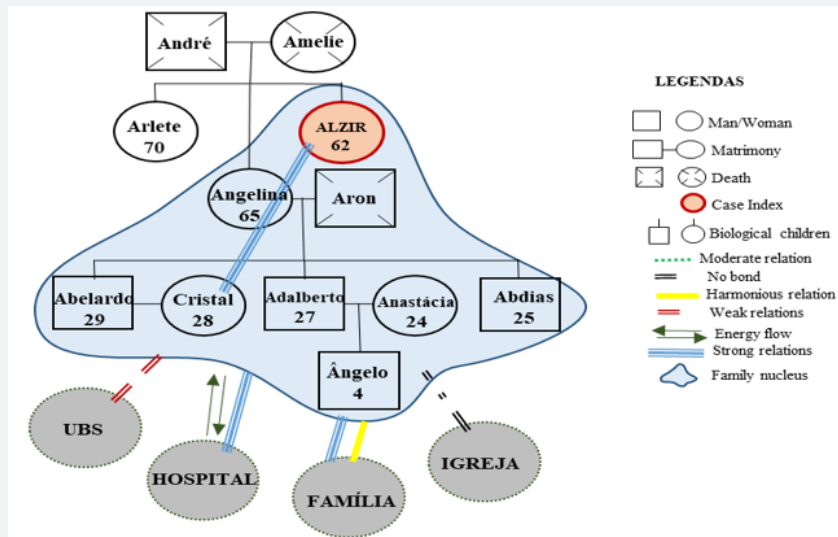 André
Amelie
Arlete
70
ALZIR
62
Angelina
65
Aron
Abelardo
29
Cristal
28
Adalberto
27
Anastácia
24
Abdias
25
Ângelo
4
UBS
HOSPITAL
FAMÍLIA
IGREJA
LEGENDAS
Man/Woman
Matrimony
Death
Case Index
Biological children
Moderate relation
No bond
Harmonious relation
Weak relations
Energy flow
Strong relations
Family nucleus